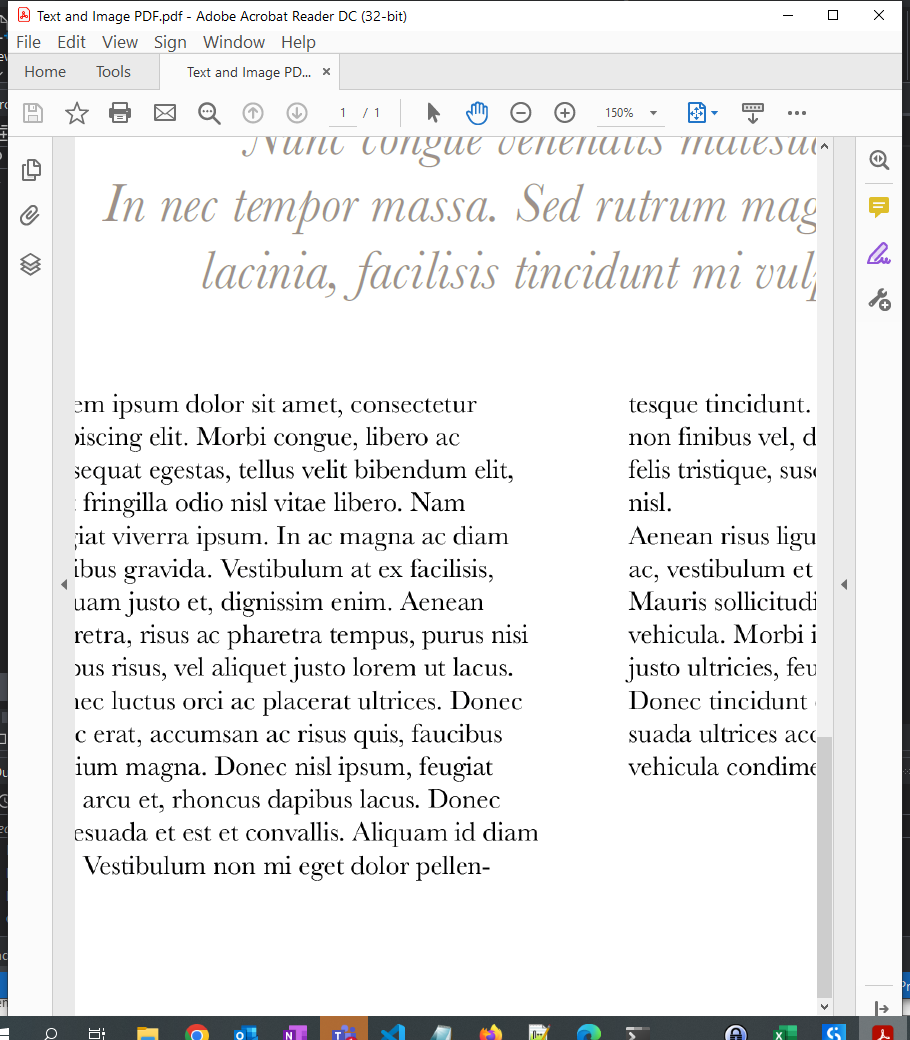 Text and Image PDF.pdf - Adobe Acrobat Reader DC (32-bit)
File Edit View Sign Window Help
Home Tools Text and Image PD... ×
1 / 1 150%
Nunc congue venenatis malesu
In nec tempor massa. Sed rutrum mag
lacinia, facilisis tincidunt mi vulp
em ipsum dolor sit amet, consectetur
piscing elit. Morbi congue, libero ac
sequat egestas, tellus velit bibendum elit,
fringilla odio nisl vitae libero. Nam
giat viverra ipsum. In ac magna ac diam
ibus gravida. Vestibulum at ex facilisis,
uam justo et, dignissim enim. Aenean
retra, risus ac pharetra tempus, purus nisi
ous risus, vel aliquet justo lorem ut lacus.
nec luctus orci ac placerat ultrices. Donec
c erat, accumsan ac risus quis, faucibus
ium magna. Donec nisl ipsum, feugiat
arcu et, rhoncus dapibus lacus. Donec
esuada et est et convallis. Aliquam id diam
Vestibulum non mi eget dolor pellen-
tesque tincidunt.
non finibus vel, d
felis tristique, sus
nisl.
Aenean risus ligu
ac, vestibulum et
Mauris sollicitudi
vehicula. Morbi i
justo ultricies, feu
Donec tincidunt
suada ultrices acc
vehicula condime